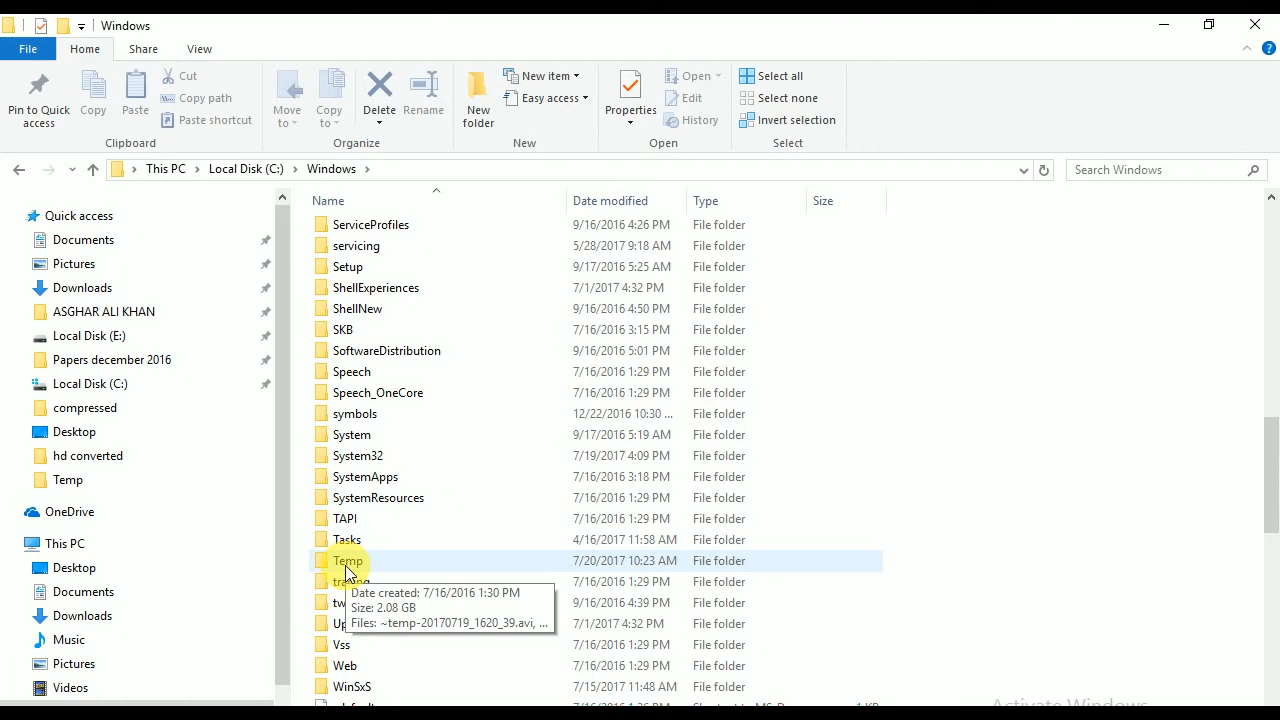 Windows
File Home Share View
Pin to Quick access
Copy
Paste
Cut
Copy path
Paste shortcut
Clipboard
Move to
Copy to
Delete
Rename
Organize
New folder
New item
Easy access
New
Properties
Open
Edit
History
Open
Select all
Select none
Invert selection
Select
This PC > Local Disk (C:) > Windows >
Search Windows
Quick access
Documents
Pictures
Downloads
ASGHAR ALI KHAN
Local Disk (E:)
Papers december 2016
Local Disk (C:)
compressed
Desktop
hd converted
Temp
OneDrive
This PC
Desktop
Documents
Downloads
Music
Pictures
Videos
Name Date modified Type Size
ServiceProfiles 9/16/2016 4:26 PM File folder
servicing 5/28/2017 9:18 AM File folder
Setup 9/17/2016 5:25 AM File folder
ShellExperiences 7/1/2017 4:32 PM File folder
ShellNew 9/16/2016 4:50 PM File folder
SKB 7/16/2016 3:15 PM File folder
SoftwareDistribution 9/16/2016 5:01 PM File folder
Speech 7/16/2016 1:29 PM File folder
Speech_OneCore 7/16/2016 1:29 PM File folder
symbols 12/22/2016 10:30 ... File folder
System 9/17/2016 5:19 AM File folder
System32 7/19/2017 4:09 PM File folder
SystemApps 7/16/2016 3:18 PM File folder
SystemResources 7/16/2016 1:29 PM File folder
TAPI 7/16/2016 1:29 PM File folder
Tasks 4/16/2017 11:58 AM File folder
Temp 7/20/2017 10:23 AM File folder
tracing 7/16/2016 1:29 PM File folder
tw 9/16/2016 4:39 PM File folder
Up 7/1/2017 4:32 PM File folder
Date created: 7/16/2016 1:30 PM
Size: 2.08 GB
Files: ~temp-20170719_1620_39.avi, ...
Vss 7/16/2016 1:29 PM File folder
Web 7/16/2016 1:29 PM File folder
WinSxS 7/15/2017 11:48 AM File folder
Activate Windows